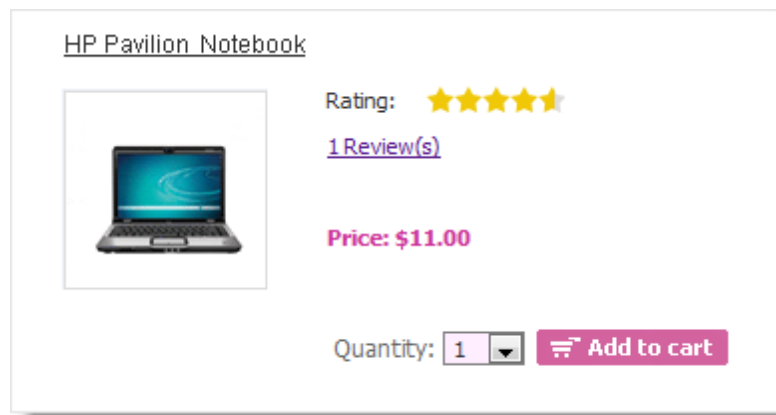 HP Pavilion Notebook
Rating:
1 Review(s)
Price: $11.00
Quantity: 1 Add to cart